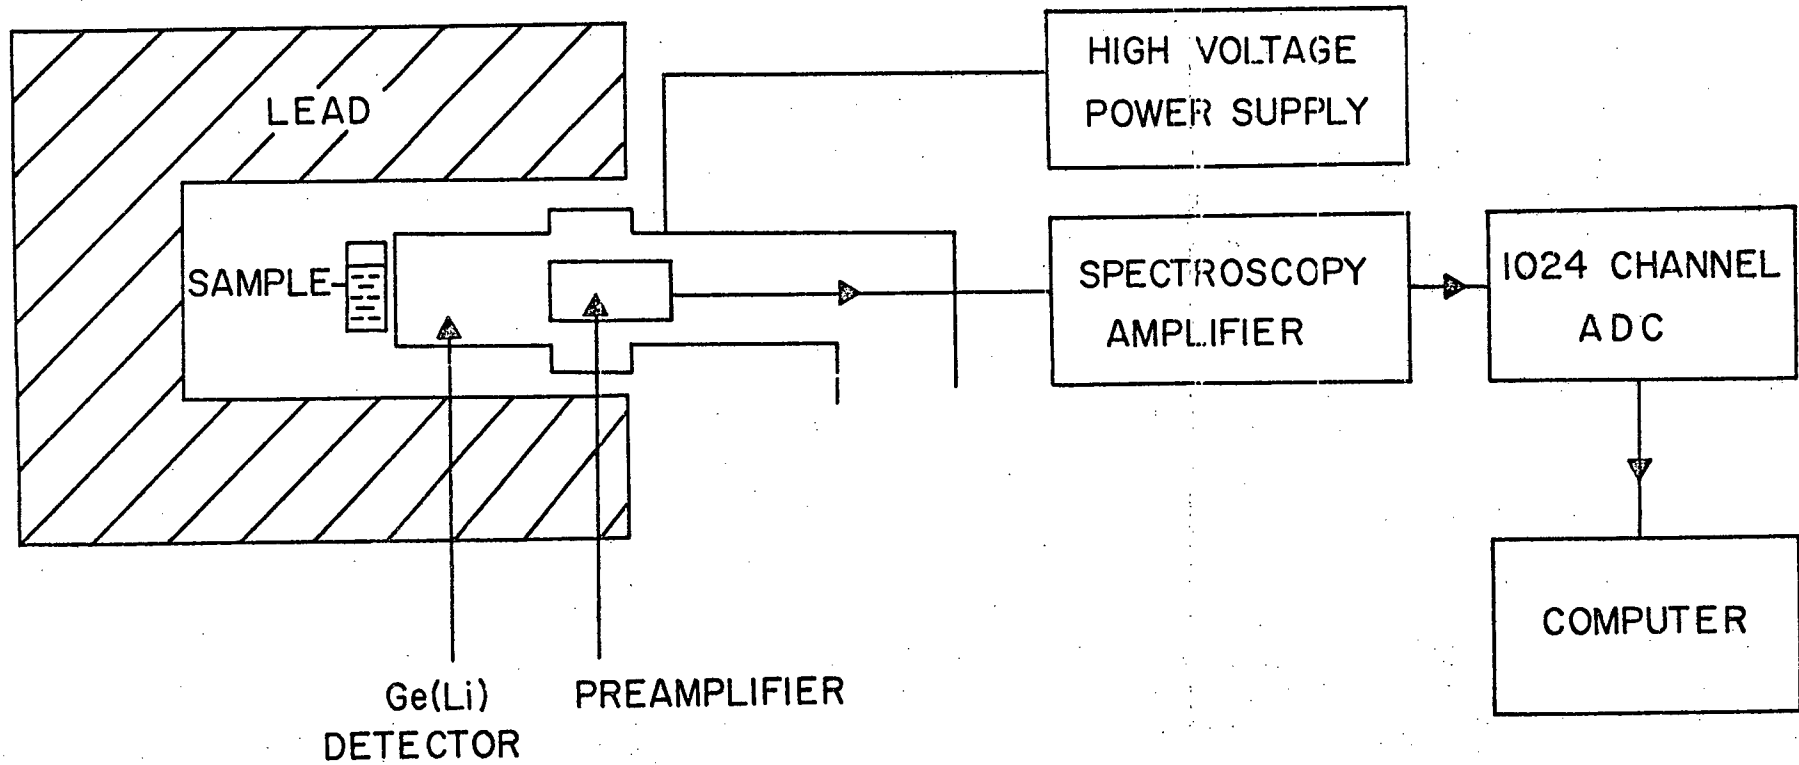 LEAD
HIGH VOLTAGE
POWER SUPPLY
SAMPLE
SPECTROSCOPY
AMPLIFIER
1024 CHANNEL
ADC
COMPUTER
Ge(Li)
DETECTOR
PREAMPLIFIER